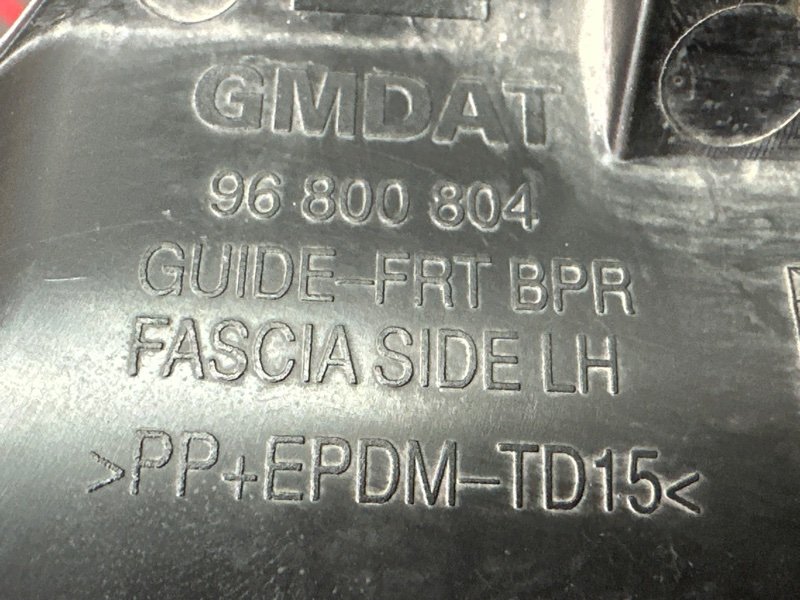 GMDAT
96 800 804
GUIDE-FRT BPR
FASCIA SIDE LH
>PP+EPDM-TD15<